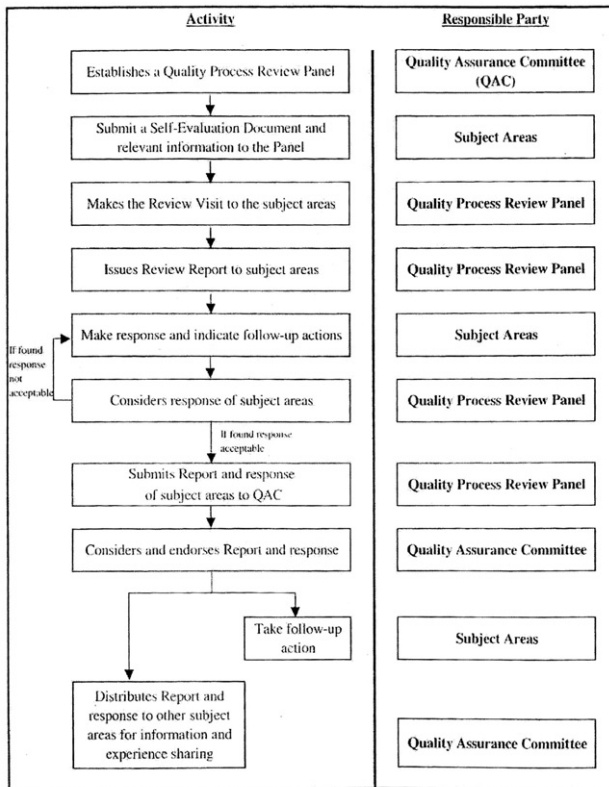 Activity
Responsible Party
Establishes a Quality Process Review Panel
Quality Assurance Committee
(QAC)
Submit a Self-Evaluation Document and
relevant information to the Panel
Subject Areas
Makes the Review Visit to the subject areas
Quality Process Review Panel
Issues Review Report to subject areas
Quality Process Review Panel
Make response and indicate follow-up actions
Subject Areas
If found
response
not
acceptable
Considers response of subject areas
Quality Process Review Panel
If found response
acceptable
Submits Report and response
of subject areas to QAC
Quality Process Review Panel
Considers and endorses Report and response
Quality Assurance Committee
Take follow-up
action
Subject Areas
Distributes Report and
response to other subject
areas for information and
experience sharing
Quality Assurance Committee